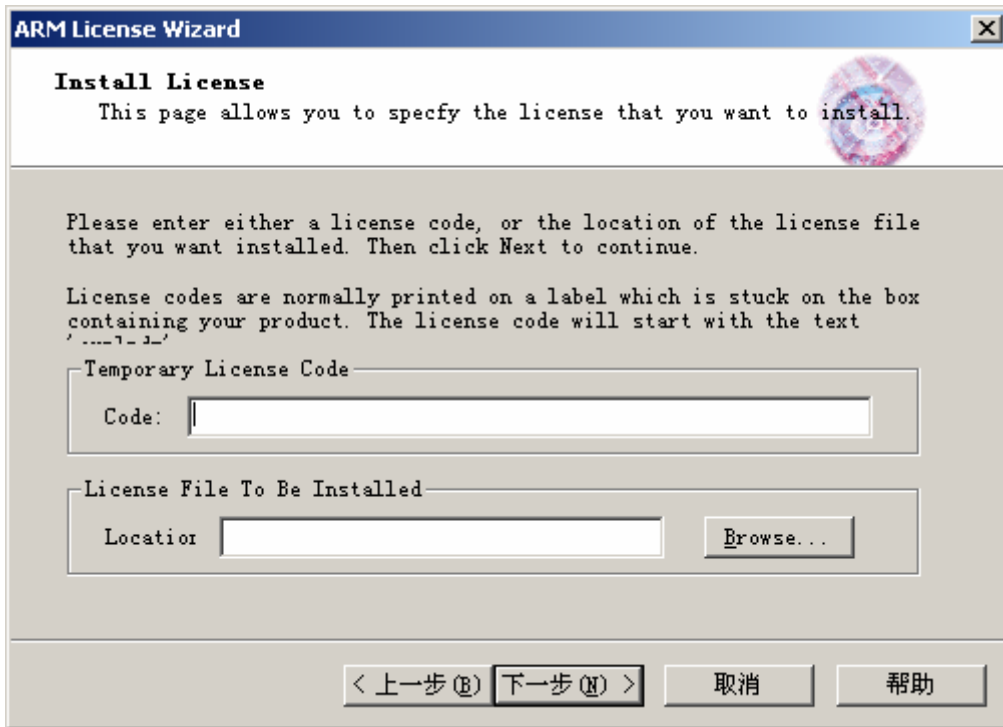 ARM License Wizard
Install License
This page allows you to specfy the license that you want to install.
Please enter either a license code, or the location of the license file
that you want installed. Then click Next to continue.
License codes are normally printed on a label which is stuck on the box
containing your product. The license code will start with the text
Temporary License Code
Code:
License File To Be Installed
Location
Browse...
< 上一步(B)
下一步(N) >
取消
帮助